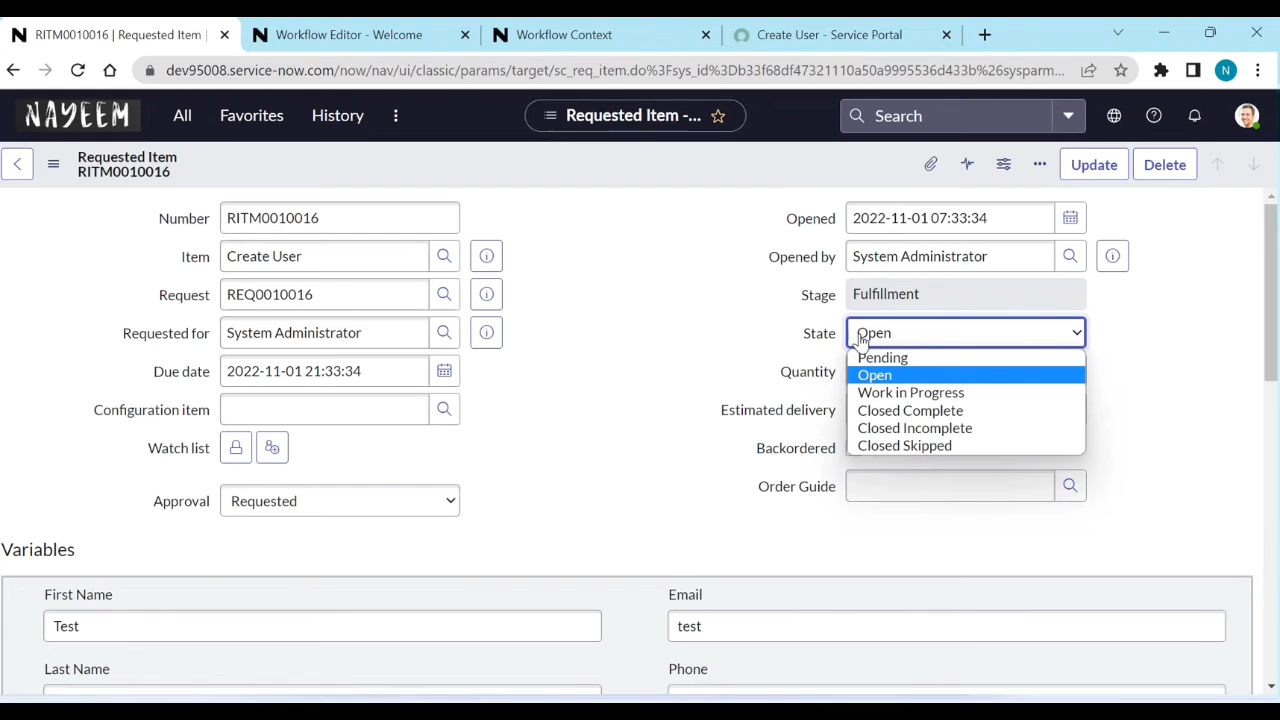 RITM0010016 | Requested Item |
Workflow Editor - Welcome
Workflow Context
Create User - Service Portal
dev95008.service-now.com/now/nav/ui/classic/params/target/sc_req_item.do%3Fsys_id%3Db33f68df47321110a50a9995536d433b%26sysparm...
N
NAYEEM
All
Favorites
History
Requested Item -...
Search
Requested Item
RITM0010016
Update
Delete
Number
RITM0010016
Opened
2022-11-01 07:33:34
Item
Create User
Opened by
System Administrator
Request
REQ0010016
Stage
Fulfillment
Requested for
System Administrator
State
Open
Pending
Open
Work in Progress
Closed Complete
Closed Incomplete
Closed Skipped
Due date
2022-11-01 21:33:34
Quantity
Configuration item
Estimated delivery
Watch list
Backordered
Order Guide
Approval
Requested
Variables
First Name
Test
Email
test
Last Name
Phone